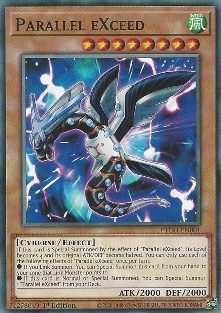 PARALLEL EXCEED
風
[CYBERSE/EFFECT]
● If this card is Special Summoned by the effect of "Parallel eXceed", its Level
becomes 4 and its original ATK/DEF become halved. You can only use each of
the following effects of "Parallel eXceed" once per turn.
● If you Link Summon: You can Special Summon this card from your hand to
your zone that Link Monster points to.
● If this card is Normal or Special Summoned: You can Special Summon
1 "Parallel eXceed" from your Deck.
ATK/2000 DEF/2000
71278040 1st Edition